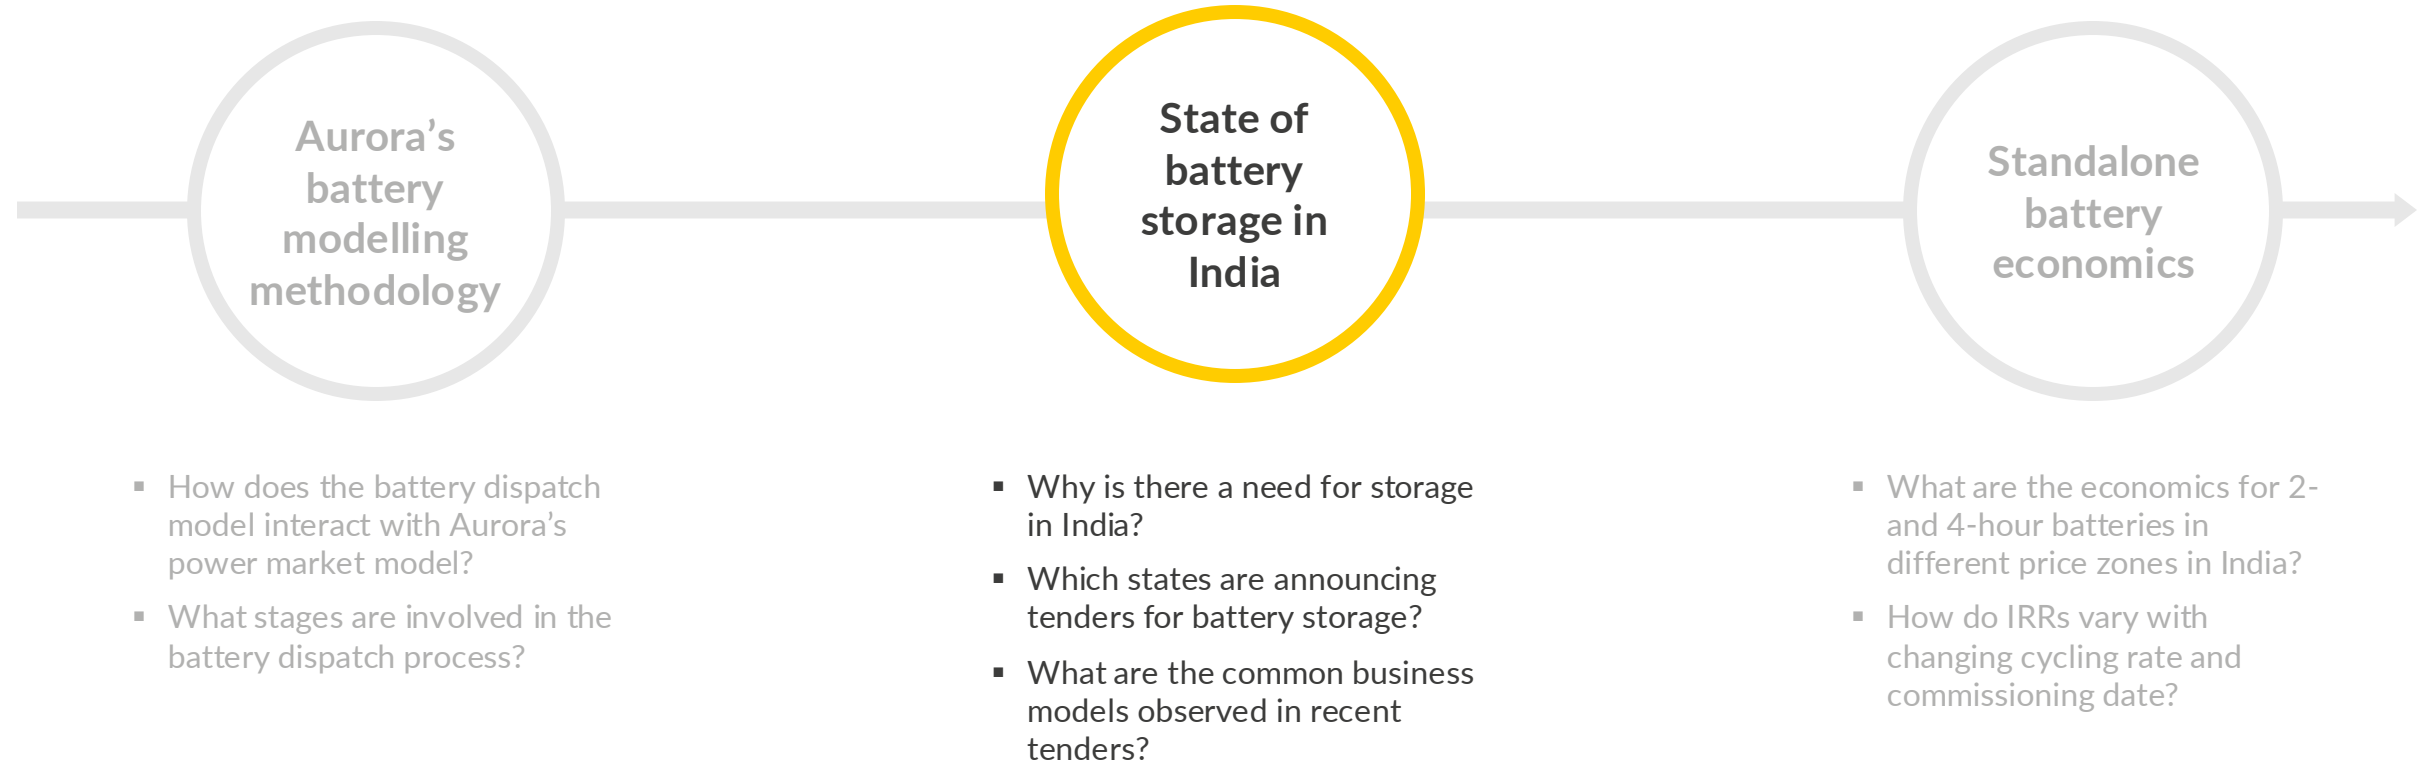 Aurora’s
battery
modelling
methodology
State of
battery
storage in
India
Standalone
battery
economics
▪ How does the battery dispatch
model interact with Aurora’s
power market model?
▪ What stages are involved in the
battery dispatch process?
▪ Why is there a need for storage
in India?
▪ Which states are announcing
tenders for battery storage?
▪ What are the common business
models observed in recent
tenders?
▪ What are the economics for 2-
and 4-hour batteries in
different price zones in India?
▪ How do IRRs vary with
changing cycling rate and
commissioning date?